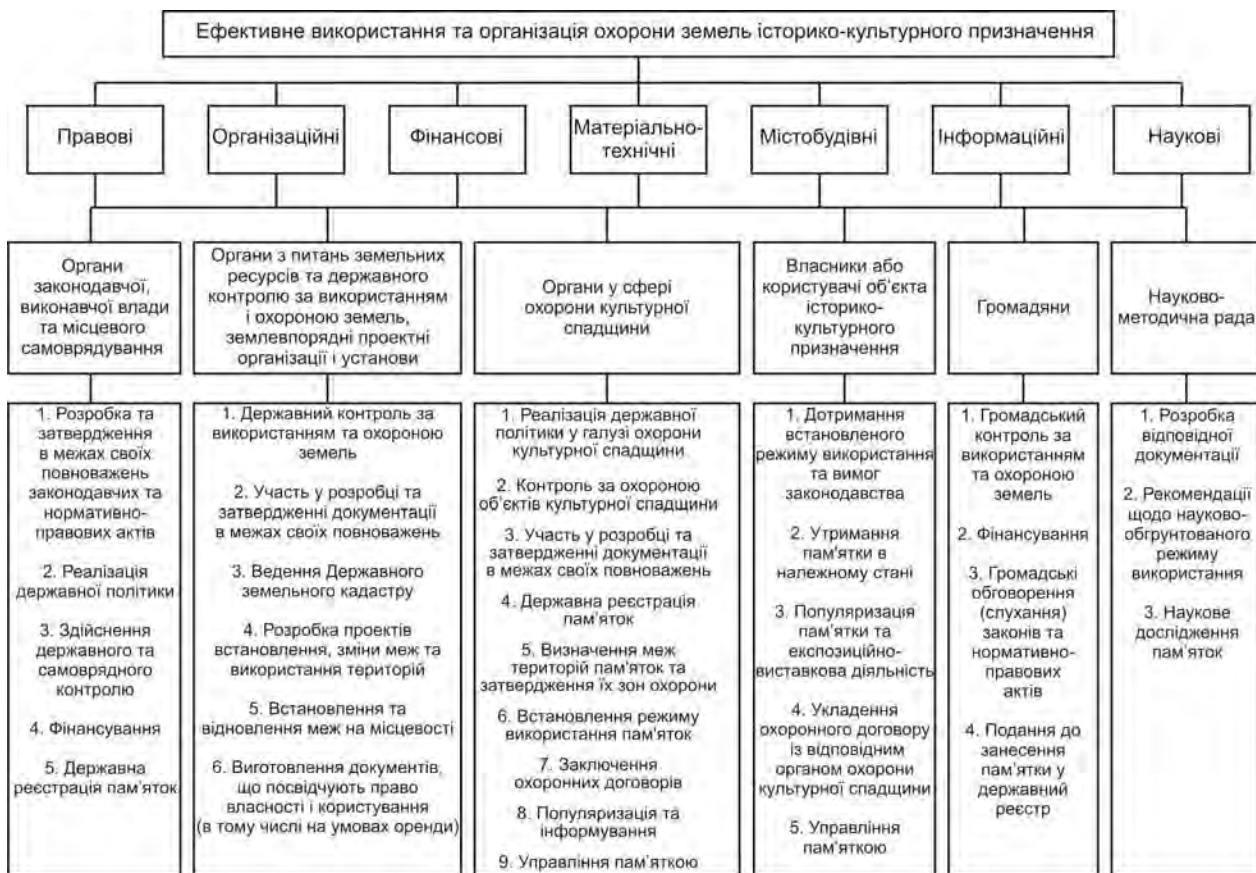 Ефективне використання та організація охорони земель історико-культурного призначення
Правові
Організаційні
Фінансові
Матеріально-
технічні
Містобудівні
Інформаційні
Наукові
Органи
законодавчої,
виконавчої влади
та місцевого
самоврядування
Органи з питань земельних
ресурсів та державного
контролю за використанням
і охороною земель,
землевпорядні проектні
організації і установи
Органи у сфері
охорони культурної
спадщини
Власники або
користувачі об'єкта
історико-
культурного
призначення
Громадяни
Науково-
методична рада
1. Розробка та
затвердження
в межах своїх
повноважень
законодавчих та
нормативно-
правових актів
2. Реалізація
державної політики
3. Здійснення
державного та
самоврядного
контролю
4. Фінансування
5. Державна
реєстрація пам'яток
1. Державний контроль за
використанням та охороною
земель
2. Участь у розробці та
затвердженні документації
в межах своїх повноважень
3. Ведення Державного
земельного кадастру
4. Розробка проектів
встановлення, зміни меж та
використання територій
5. Встановлення та
відновлення меж на місцевості
6. Виготовлення документів,
що посвідчують право
власності і користування
(в тому числі на умовах оренди)
1. Реалізація державної
політики у галузі охорони
культурної спадщини
2. Контроль за охороною
об'єктів культурної спадщини
3. Участь у розробці та
затвердженні документації
в межах своїх повноважень
4. Державна реєстрація
пам'яток
5. Визначення меж
територій пам'яток та
затвердження їх зон охорони
6. Встановлення режиму
використання пам'яток
7. Заключення
охоронних договорів
8. Популяризація та
інформування
9. Управління пам'яткою
1. Дотримання
встановленого
режиму використання
та вимог
законодавства
2. Утримання
пам'ятки в
належному стані
3. Популяризація
пам'ятки та
експозиційно-
виставкова діяльність
4. Укладення
охоронного договору
із відповідним
органом охорони
культурної спадщини
5. Управління
пам'яткою
1. Громадський
контроль за
використанням
та охороною
земель
2. Фінансування
3. Громадські
обговорення
(слухання)
законів та
нормативно-
правових
актів
4. Подання до
занесення
пам'ятки у
державний
реєстр
1. Розробка
відповідної
документації
2. Рекомендації
щодо науково-
обгрунтованого
режиму
використання
3. Наукове
дослідження
пам'яток